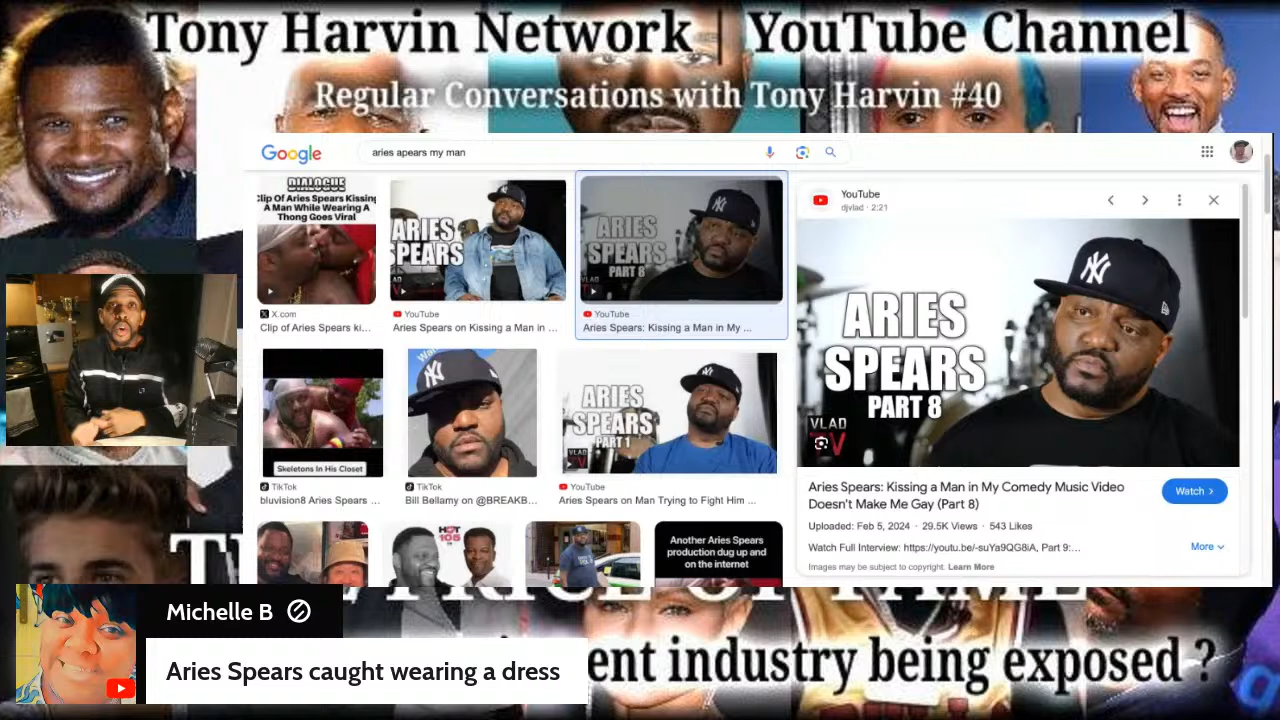 Tony Harvin Network | YouTube Channel
Regular Conversations with Tony Harvin #40
Google
aries apears my man
DIALOGUE
Clip Of Aries Spears Kissing
A Man While Wearing A
Thong Goes Viral
X.com
Clip of Aries Spears ki...
ARIES
SPEARS
VLAD
YouTube
Aries Spears on Kissing a Man in ...
ARIES
SPEARS
PART 8
VLAD
YouTube
Aries Spears: Kissing a Man in My ...
YouTube
djvlad · 2:21
ARIES
SPEARS
PART 8
VLAD
TV
Skeletons In His Closet
TikTok
bluvision8 Aries Spears ...
TikTok
Bill Bellamy on @BREAKB...
ARIES
SPEARS
PART 1
VLAD
YouTube
Aries Spears on Man Trying to Fight Him ...
Aries Spears: Kissing a Man in My Comedy Music Video
Doesn't Make Me Gay (Part 8)
Watch
Uploaded: Feb 5, 2024 · 29.5K Views · 543 Likes
Watch Full Interview: https://youtu.be/-suYa9QG8iA, Part 9:...
More
Images may be subject to copyright. Learn More
HOT
105
Another Aries Spears
production dug up and
on the internet
PRICE OF FAME
Michelle B
Aries Spears caught wearing a dress
ent industry being exposed ?